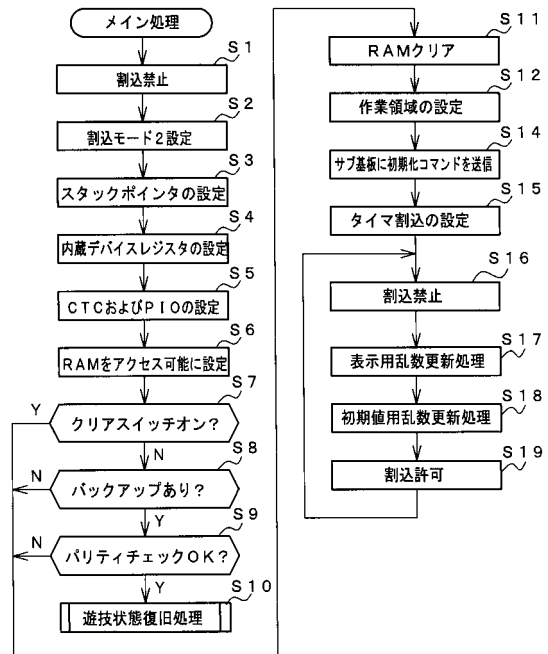 メイン処理
S1
割込禁止
S2
割込モード2設定
S3
スタックポインタの設定
S4
内蔵デバイスレジスタの設定
S5
CTCおよびPIOの設定
S6
RAMをアクセス可能に設定
S7
Y
クリアスイッチオン?
N
S8
N
バックアップあり?
Y
S9
N
パリティチェックOK?
Y
S10
遊技状態復旧処理
S11
RAMクリア
S12
作業領域の設定
S14
サブ基板に初期化コマンドを送信
S15
タイマ割込の設定
S16
割込禁止
S17
表示用乱数更新処理
S18
初期値用乱数更新処理
S19
割込許可